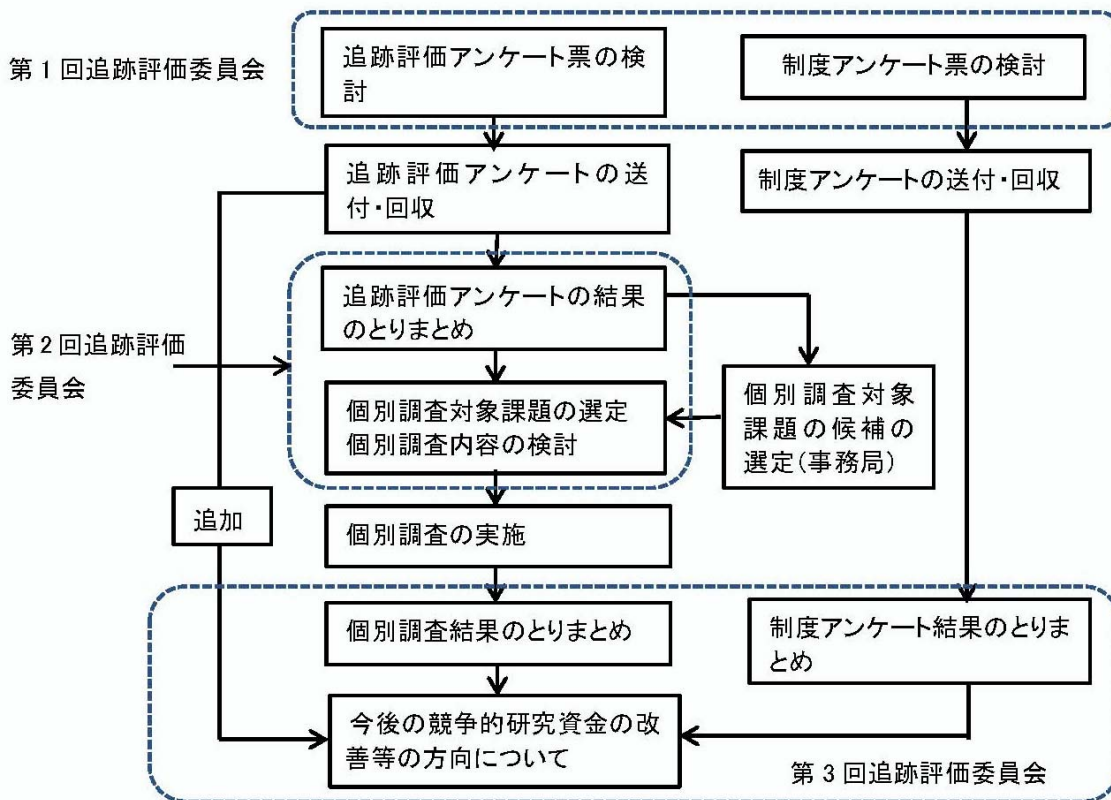 第１回追跡評価委員会
追跡評価アンケート票の検
討
制度アンケート票の検討
追跡評価アンケートの送
付・回収
制度アンケートの送付・回収
追跡評価アンケートの結果
のとりまとめ
第２回追跡評価
委員会
個別調査対象課題の選定
個別調査内容の検討
個別調査対象
課題の候補の
選定(事務局)
追加
個別調査の実施
個別調査結果のとりまとめ
制度アンケート結果のとりま
とめ
今後の競争的研究資金の改
善等の方向について
第３回追跡評価委員会